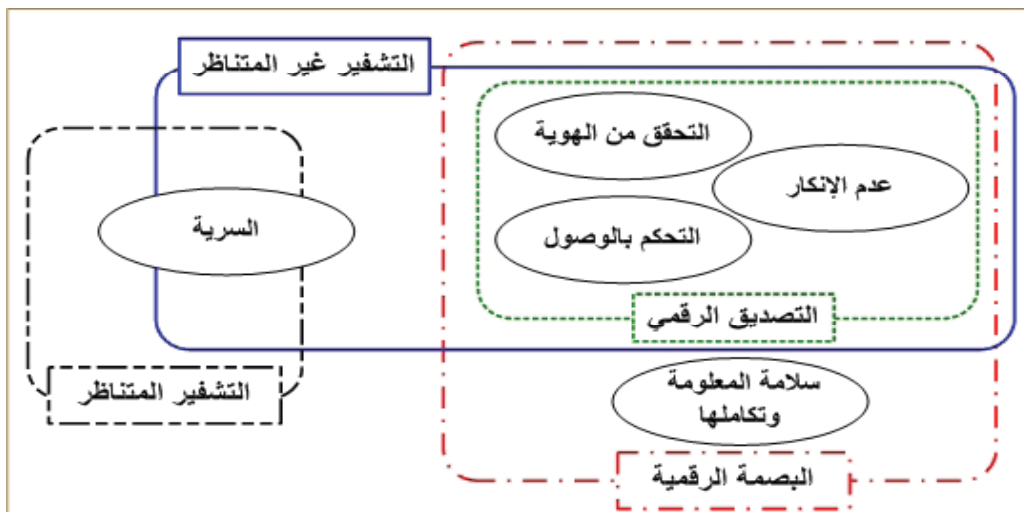 التشفير غير المتناظر
التحقق من الهوية
عدم الإنكار
السرية
التحكم بالوصول
التصديق الرقمي
التشفير المتناظر
سلامة المعلومة
وتكاملها
البصمة الرقمية